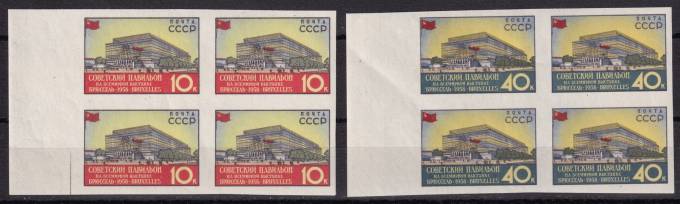 ПОЧТА
СССР
СОВЕТСКИЙ ПАВИЛЬОН
НА ВСЕМИРНОЙ ВЫСТАВКЕ
БРЮССЕЛЬ·1958·BRUXELLES
10К
ПОЧТА
СССР
СОВЕТСКИЙ ПАВИЛЬОН
НА ВСЕМИРНОЙ ВЫСТАВКЕ
БРЮССЕЛЬ·1958·BRUXELLES
10К
ПОЧТА
СССР
СОВЕТСКИЙ ПАВИЛЬОН
НА ВСЕМИРНОЙ ВЫСТАВКЕ
БРЮССЕЛЬ·1958·BRUXELLES
40К
ПОЧТА
СССР
СОВЕТСКИЙ ПАВИЛЬОН
НА ВСЕМИРНОЙ ВЫСТАВКЕ
БРЮССЕЛЬ·1958·BRUXELLES
40К
ПОЧТА
СССР
СОВЕТСКИЙ ПАВИЛЬОН
НА ВСЕМИРНОЙ ВЫСТАВКЕ
БРЮССЕЛЬ·1958·BRUXELLES
10К
ПОЧТА
СССР
СОВЕТСКИЙ ПАВИЛЬОН
НА ВСЕМИРНОЙ ВЫСТАВКЕ
БРЮССЕЛЬ·1958·BRUXELLES
10К
ПОЧТА
СССР
СОВЕТСКИЙ ПАВИЛЬОН
НА ВСЕМИРНОЙ ВЫСТАВКЕ
БРЮССЕЛЬ·1958·BRUXELLES
40К
ПОЧТА
СССР
СОВЕТСКИЙ ПАВИЛЬОН
НА ВСЕМИРНОЙ ВЫСТАВКЕ
БРЮССЕЛЬ·1958·BRUXELLES
40К